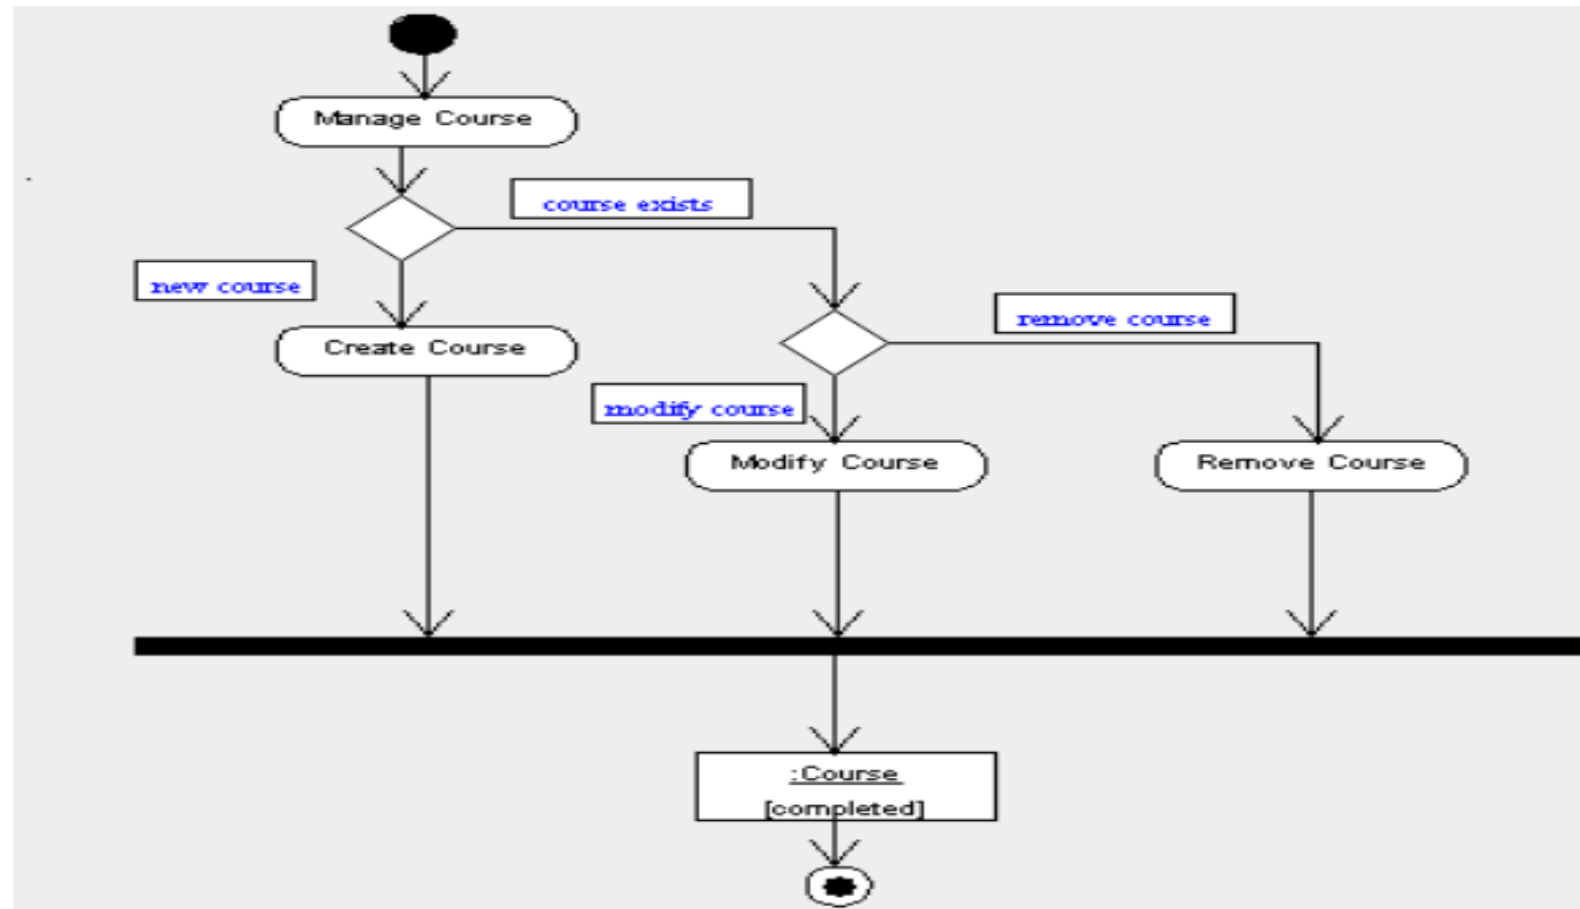 Manage Course
course exists
new course
remove course
Create Course
modify course
Modify Course
Remove Course
:Course
[completed]